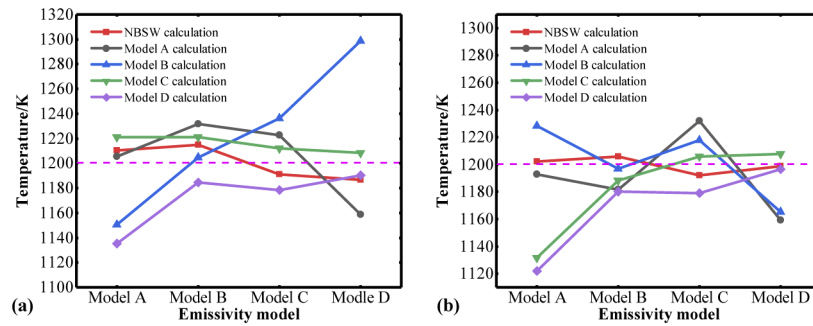 1320
1300
1280
1260
1240
1220
1200
1180
1160
1140
1120
1100
Temperature/K
NBSW calculation
Model A calculation
Model B calculation
Model C calculation
Model D calculation
Model A Model B Model C Modle D
Emissivity model
(a)
1300
1280
1260
1240
1220
1200
1180
1160
1140
1120
Temperature/K
NBSW calculation
Model A calculation
Model B calculation
Model C calculation
Model D calculation
Model A Model B Model C Model D
Emissivity model
(b)